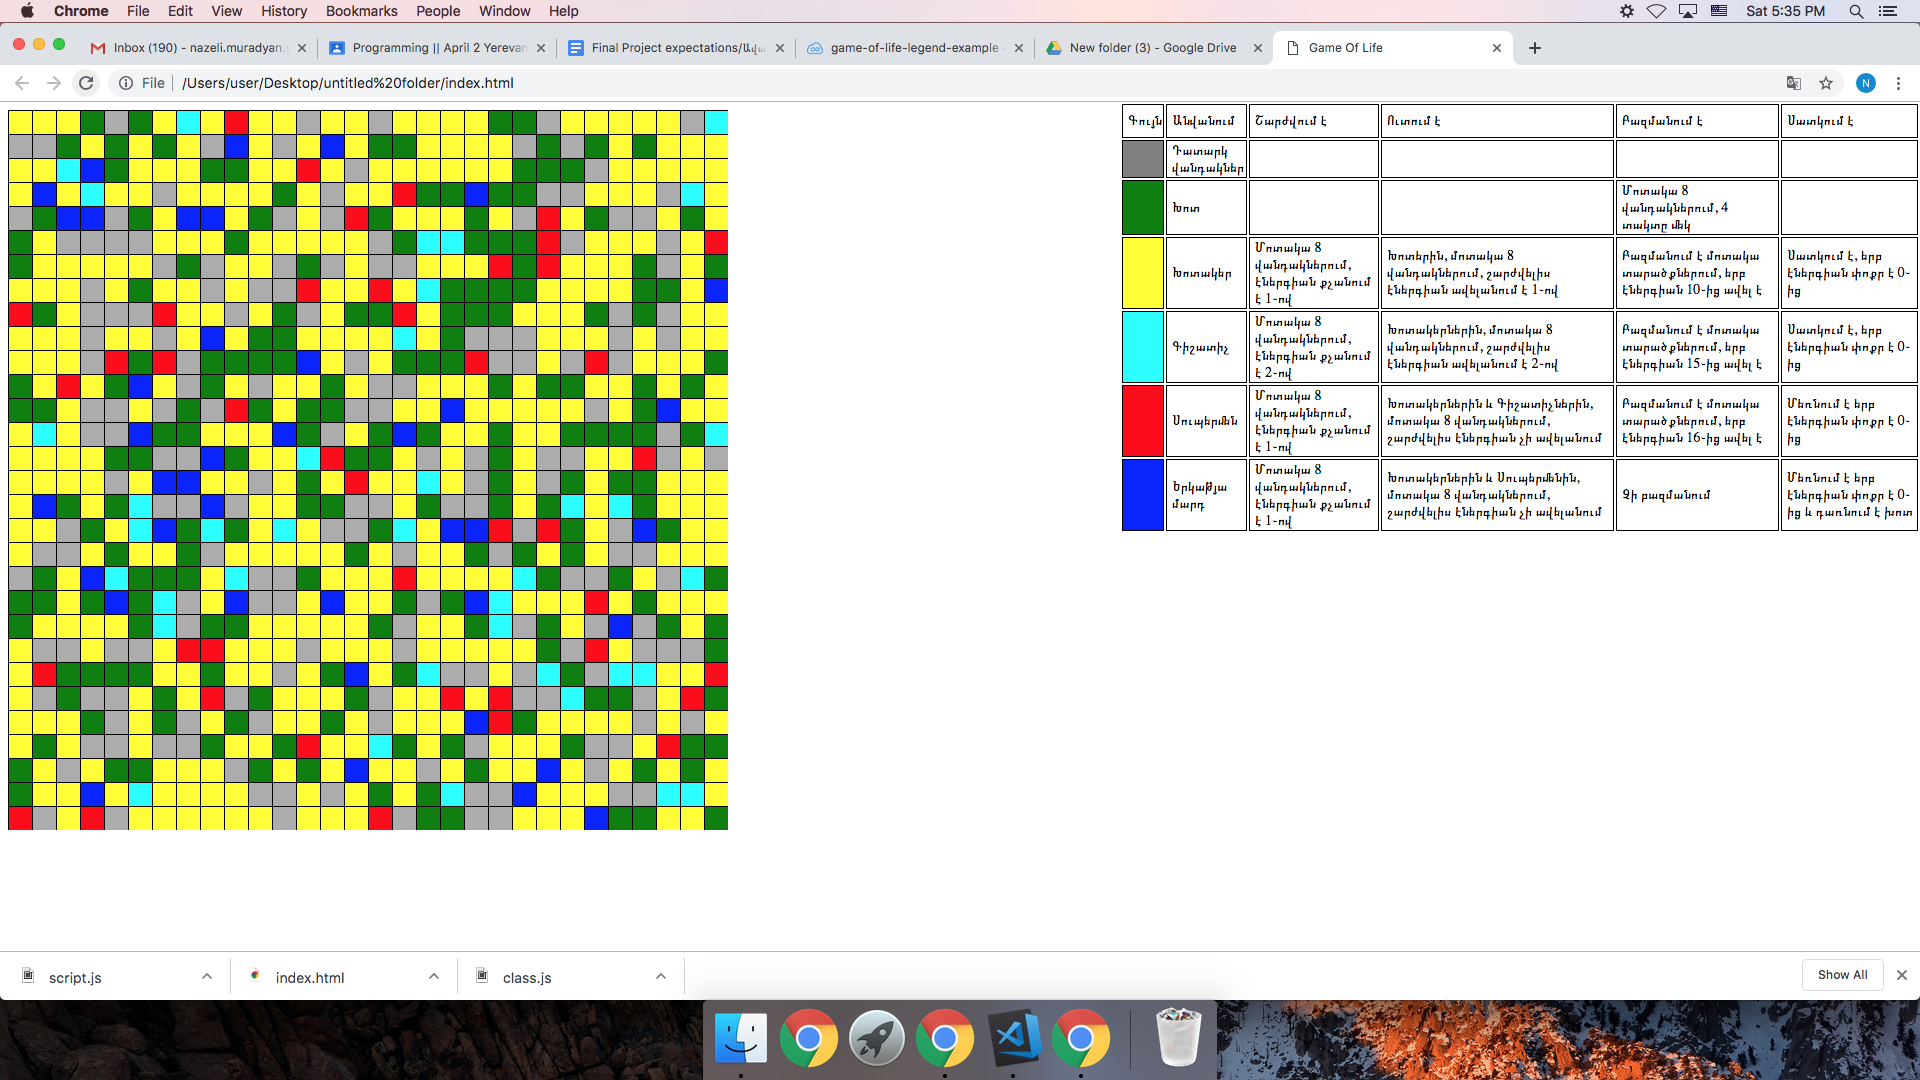 Chrome File Edit View History Bookmarks People Window Help Sat 5:35 PM
Inbox (190) - nazeli.muradyan. Programming || April 2 Yerevan Final Project expectations/Ավա game-of-life-legend-example New folder (3) - Google Drive Game Of Life
File /Users/user/Desktop/untitled%20folder/index.html N
Գույն Անվանում Շարժվում է Ուտում է Բազմանում է Սատկում է
Դատարկ
վանդակներ
Խոտ
Մոտակա 8
վանդակներում, 4
տակտը մեկ
Խոտակեր
Մոտակա 8
վանդակներում,
էներգիան քչանում
է 1-ով
Խոտերին, մոտակա 8
վանդակներում, շարժվելիս
էներգիան ավելանում է 1-ով
Բազմանում է մոտակա
տարածքներում, երբ
էներգիան 10-ից ավել է
Սատկում է, երբ
էներգիան փոքր է 0-
ից
Գիշատիչ
Մոտակա 8
վանդակներում,
էներգիան քչանում
է 2-ով
Խոտակերներին, մոտակա 8
վանդակներում, շարժվելիս
էներգիան ավելանում է 2-ով
Բազմանում է մոտակա
տարածքներում, երբ
էներգիան 15-ից ավել է
Սատկում է, երբ
էներգիան փոքր է 0-
ից
Սուպերմեն
Մոտակա 8
վանդակներում,
էներգիան քչանում
է 1-ով
Խոտակերներին և Գիշատիչներին,
մոտակա 8 վանդակներում,
շարժվելիս էներգիան չի ավելանում
Բազմանում է մոտակա
տարածքներում, երբ
էներգիան 16-ից ավել է
Մեռնում է երբ
էներգիան փոքր է 0-
ից
Երկաթյա
մարդ
Մոտակա 8
վանդակներում,
էներգիան քչանում
է 1-ով
Խոտակերներին և Սուպերմենին,
մոտակա 8 վանդակներում,
շարժվելիս էներգիան չի ավելանում
Չի բազմանում
Մեռնում է երբ
էներգիան փոքր է 0-
ից և դառնում է խոտ
script.js index.html class.js Show All